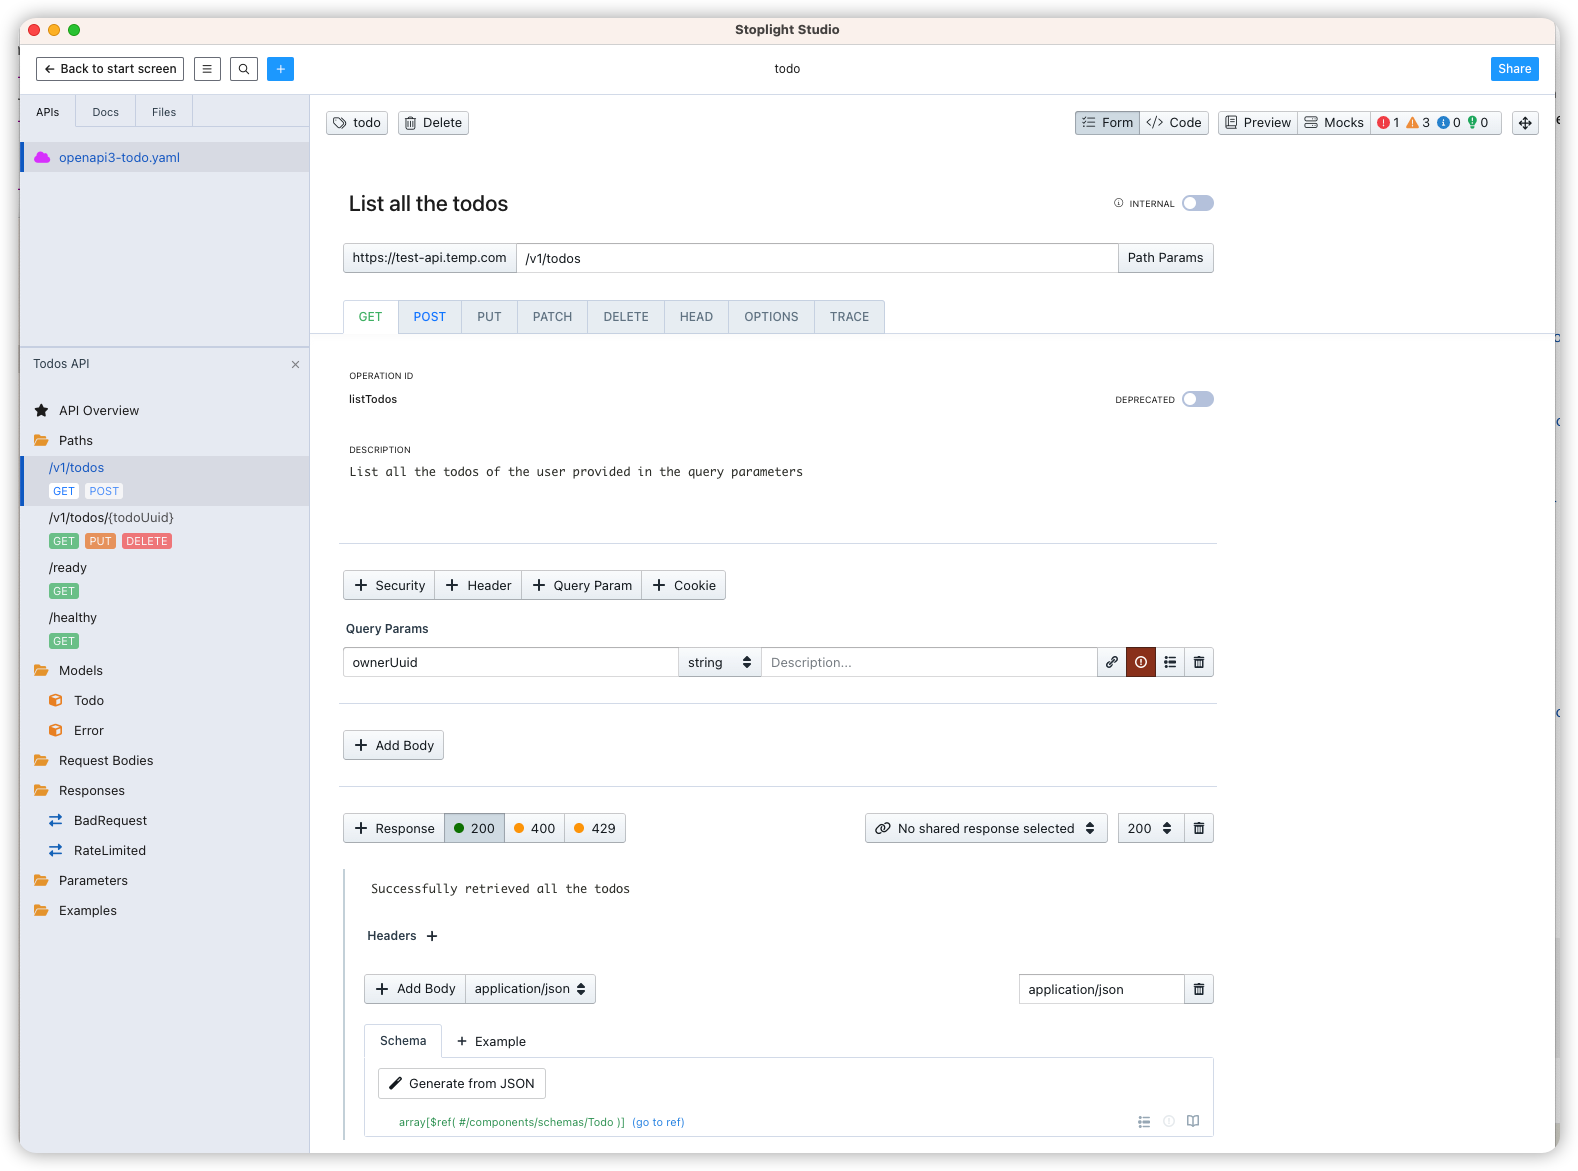 Stoplight Studio
Back to start screen
todo
Share
APIs Docs Files
openapi3-todo.yaml
Todos API
API Overview
Paths
/v1/todos
GET POST
/v1/todos/{todoUuid}
GET PUT DELETE
/ready
GET
/healthy
GET
Models
Todo
Error
Request Bodies
Responses
BadRequest
RateLimited
Parameters
Examples
todo Delete
Form Code Preview Mocks 1 3 0 0
List all the todos
INTERNAL
https://test-api.temp.com /v1/todos Path Params
GET POST PUT PATCH DELETE HEAD OPTIONS TRACE
OPERATION ID
listTodos
DEPRECATED
DESCRIPTION
List all the todos of the user provided in the query parameters
Security Header Query Param Cookie
Query Params
ownerUuid string Description...
Add Body
Response 200 400 429 No shared response selected 200
Successfully retrieved all the todos
Headers
Add Body application/json application/json
Schema Example
Generate from JSON
array[$ref( #/components/schemas/Todo )] (go to ref)